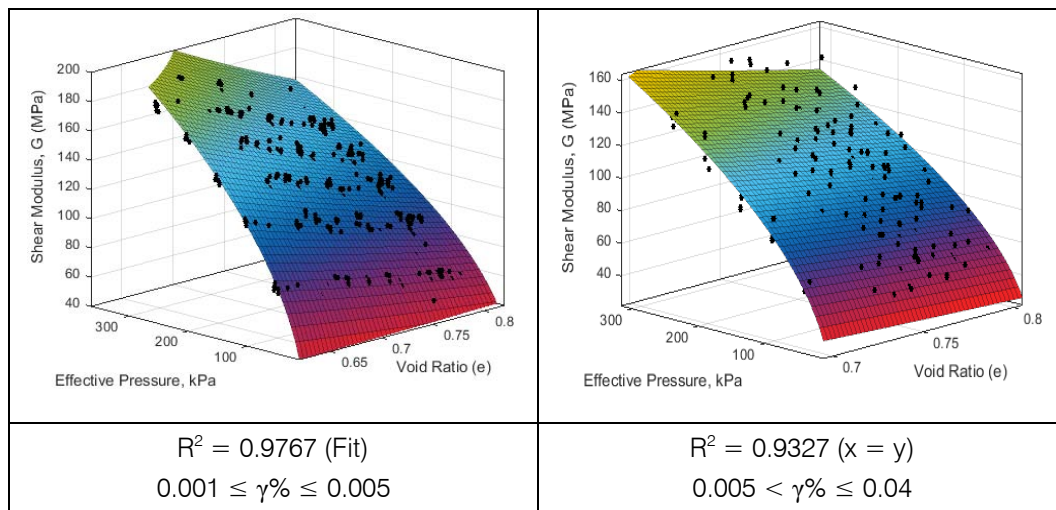 200
180
160
140
120
100
80
60
40
Shear Modulus, G (MPa)
300
200
100
Effective Pressure, kPa
0.65
0.7
0.75
0.8
Void Ratio (e)
160
140
120
100
80
60
40
Shear Modulus, G (MPa)
300
200
100
Effective Pressure, kPa
0.7
0.75
0.8
Void Ratio (e)
R² = 0.9767 (Fit)
0.001 ≤ γ% ≤ 0.005
R² = 0.9327 (x = y)
0.005 < γ% ≤ 0.04